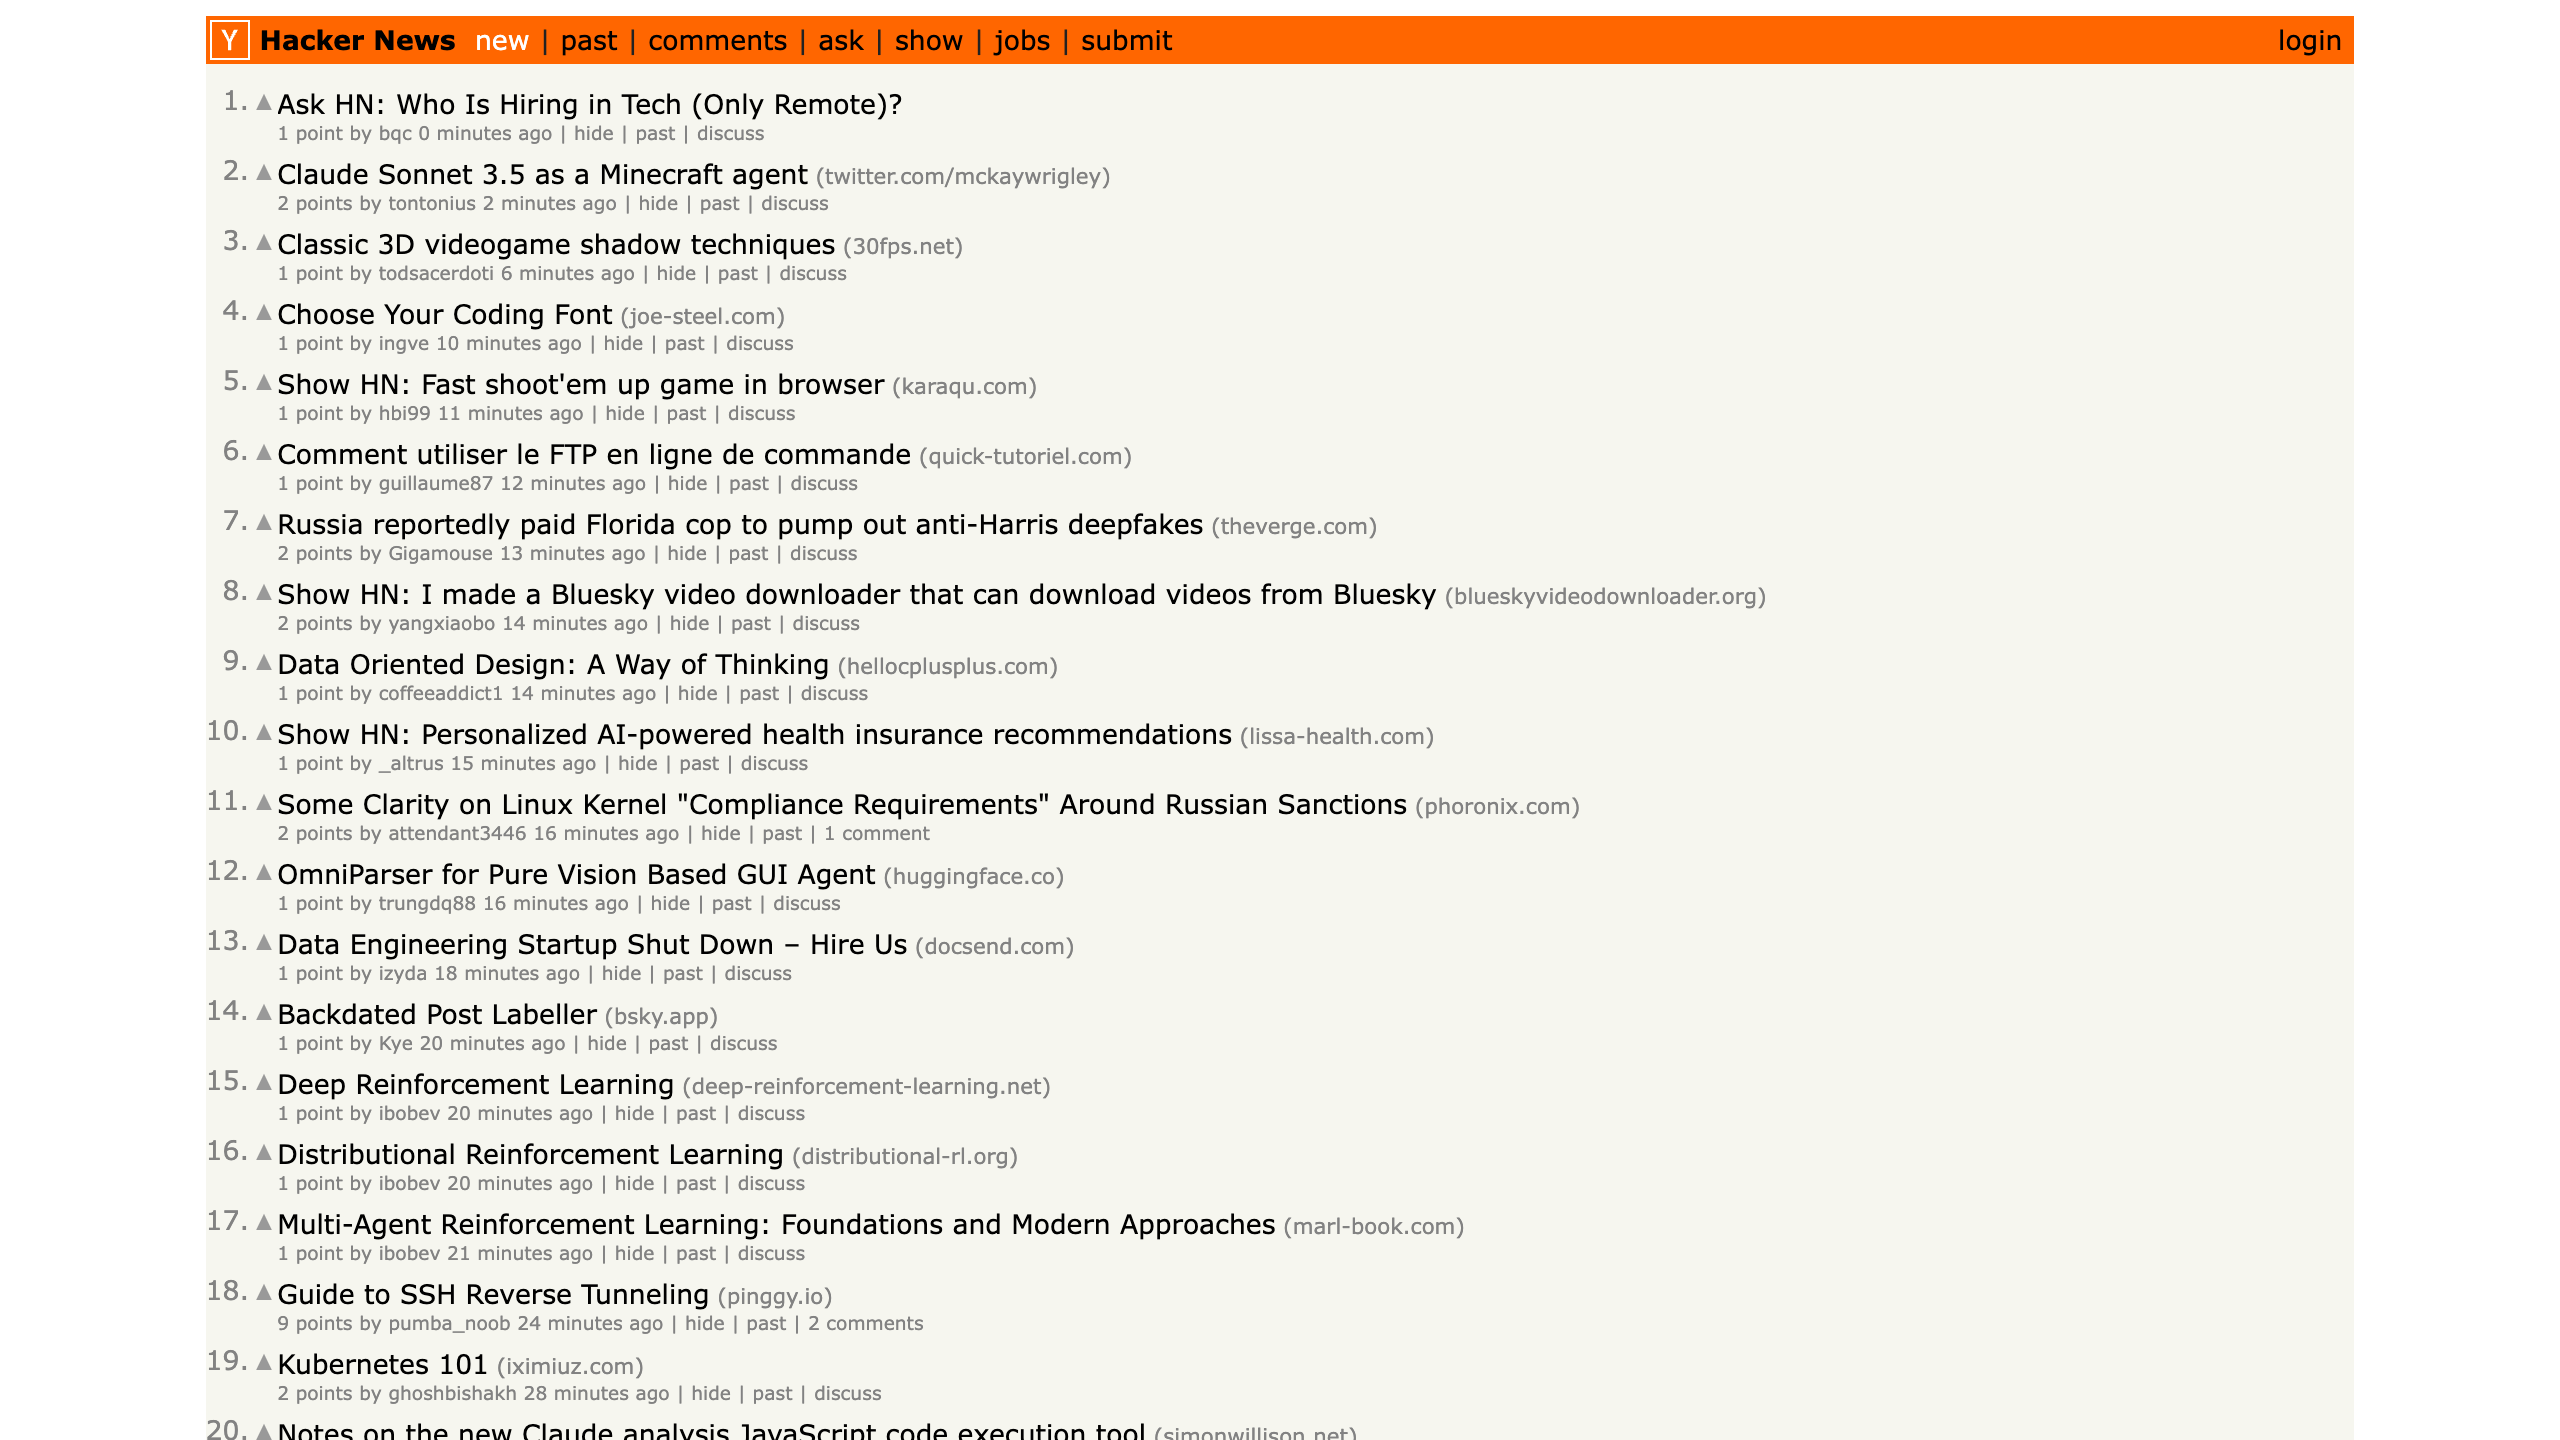 Y Hacker News new | past | comments | ask | show | jobs | submit login
1. ▲ Ask HN: Who Is Hiring in Tech (Only Remote)?
1 point by bqc 0 minutes ago | hide | past | discuss
2. ▲ Claude Sonnet 3.5 as a Minecraft agent (twitter.com/mckaywrigley)
2 points by tontonius 2 minutes ago | hide | past | discuss
3. ▲ Classic 3D videogame shadow techniques (30fps.net)
1 point by todsacerdoti 6 minutes ago | hide | past | discuss
4. ▲ Choose Your Coding Font (joe-steel.com)
1 point by ingve 10 minutes ago | hide | past | discuss
5. ▲ Show HN: Fast shoot'em up game in browser (karaqu.com)
1 point by hbi99 11 minutes ago | hide | past | discuss
6. ▲ Comment utiliser le FTP en ligne de commande (quick-tutoriel.com)
1 point by guillaume87 12 minutes ago | hide | past | discuss
7. ▲ Russia reportedly paid Florida cop to pump out anti-Harris deepfakes (theverge.com)
2 points by Gigamouse 13 minutes ago | hide | past | discuss
8. ▲ Show HN: I made a Bluesky video downloader that can download videos from Bluesky (blueskyvideodownloader.org)
2 points by yangxiaobo 14 minutes ago | hide | past | discuss
9. ▲ Data Oriented Design: A Way of Thinking (hellocplusplus.com)
1 point by coffeeaddict1 14 minutes ago | hide | past | discuss
10. ▲ Show HN: Personalized AI-powered health insurance recommendations (lissa-health.com)
1 point by _altrus 15 minutes ago | hide | past | discuss
11. ▲ Some Clarity on Linux Kernel "Compliance Requirements" Around Russian Sanctions (phoronix.com)
2 points by attendant3446 16 minutes ago | hide | past | 1 comment
12. ▲ OmniParser for Pure Vision Based GUI Agent (huggingface.co)
1 point by trungdq88 16 minutes ago | hide | past | discuss
13. ▲ Data Engineering Startup Shut Down – Hire Us (docsend.com)
1 point by izyda 18 minutes ago | hide | past | discuss
14. ▲ Backdated Post Labeller (bsky.app)
1 point by Kye 20 minutes ago | hide | past | discuss
15. ▲ Deep Reinforcement Learning (deep-reinforcement-learning.net)
1 point by ibobev 20 minutes ago | hide | past | discuss
16. ▲ Distributional Reinforcement Learning (distributional-rl.org)
1 point by ibobev 20 minutes ago | hide | past | discuss
17. ▲ Multi-Agent Reinforcement Learning: Foundations and Modern Approaches (marl-book.com)
1 point by ibobev 21 minutes ago | hide | past | discuss
18. ▲ Guide to SSH Reverse Tunneling (pinggy.io)
9 points by pumba_noob 24 minutes ago | hide | past | 2 comments
19. ▲ Kubernetes 101 (iximiuz.com)
2 points by ghoshbishakh 28 minutes ago | hide | past | discuss
20. ▲ Notes on the new Claude analysis JavaScript code execution tool (simonwillison.net)